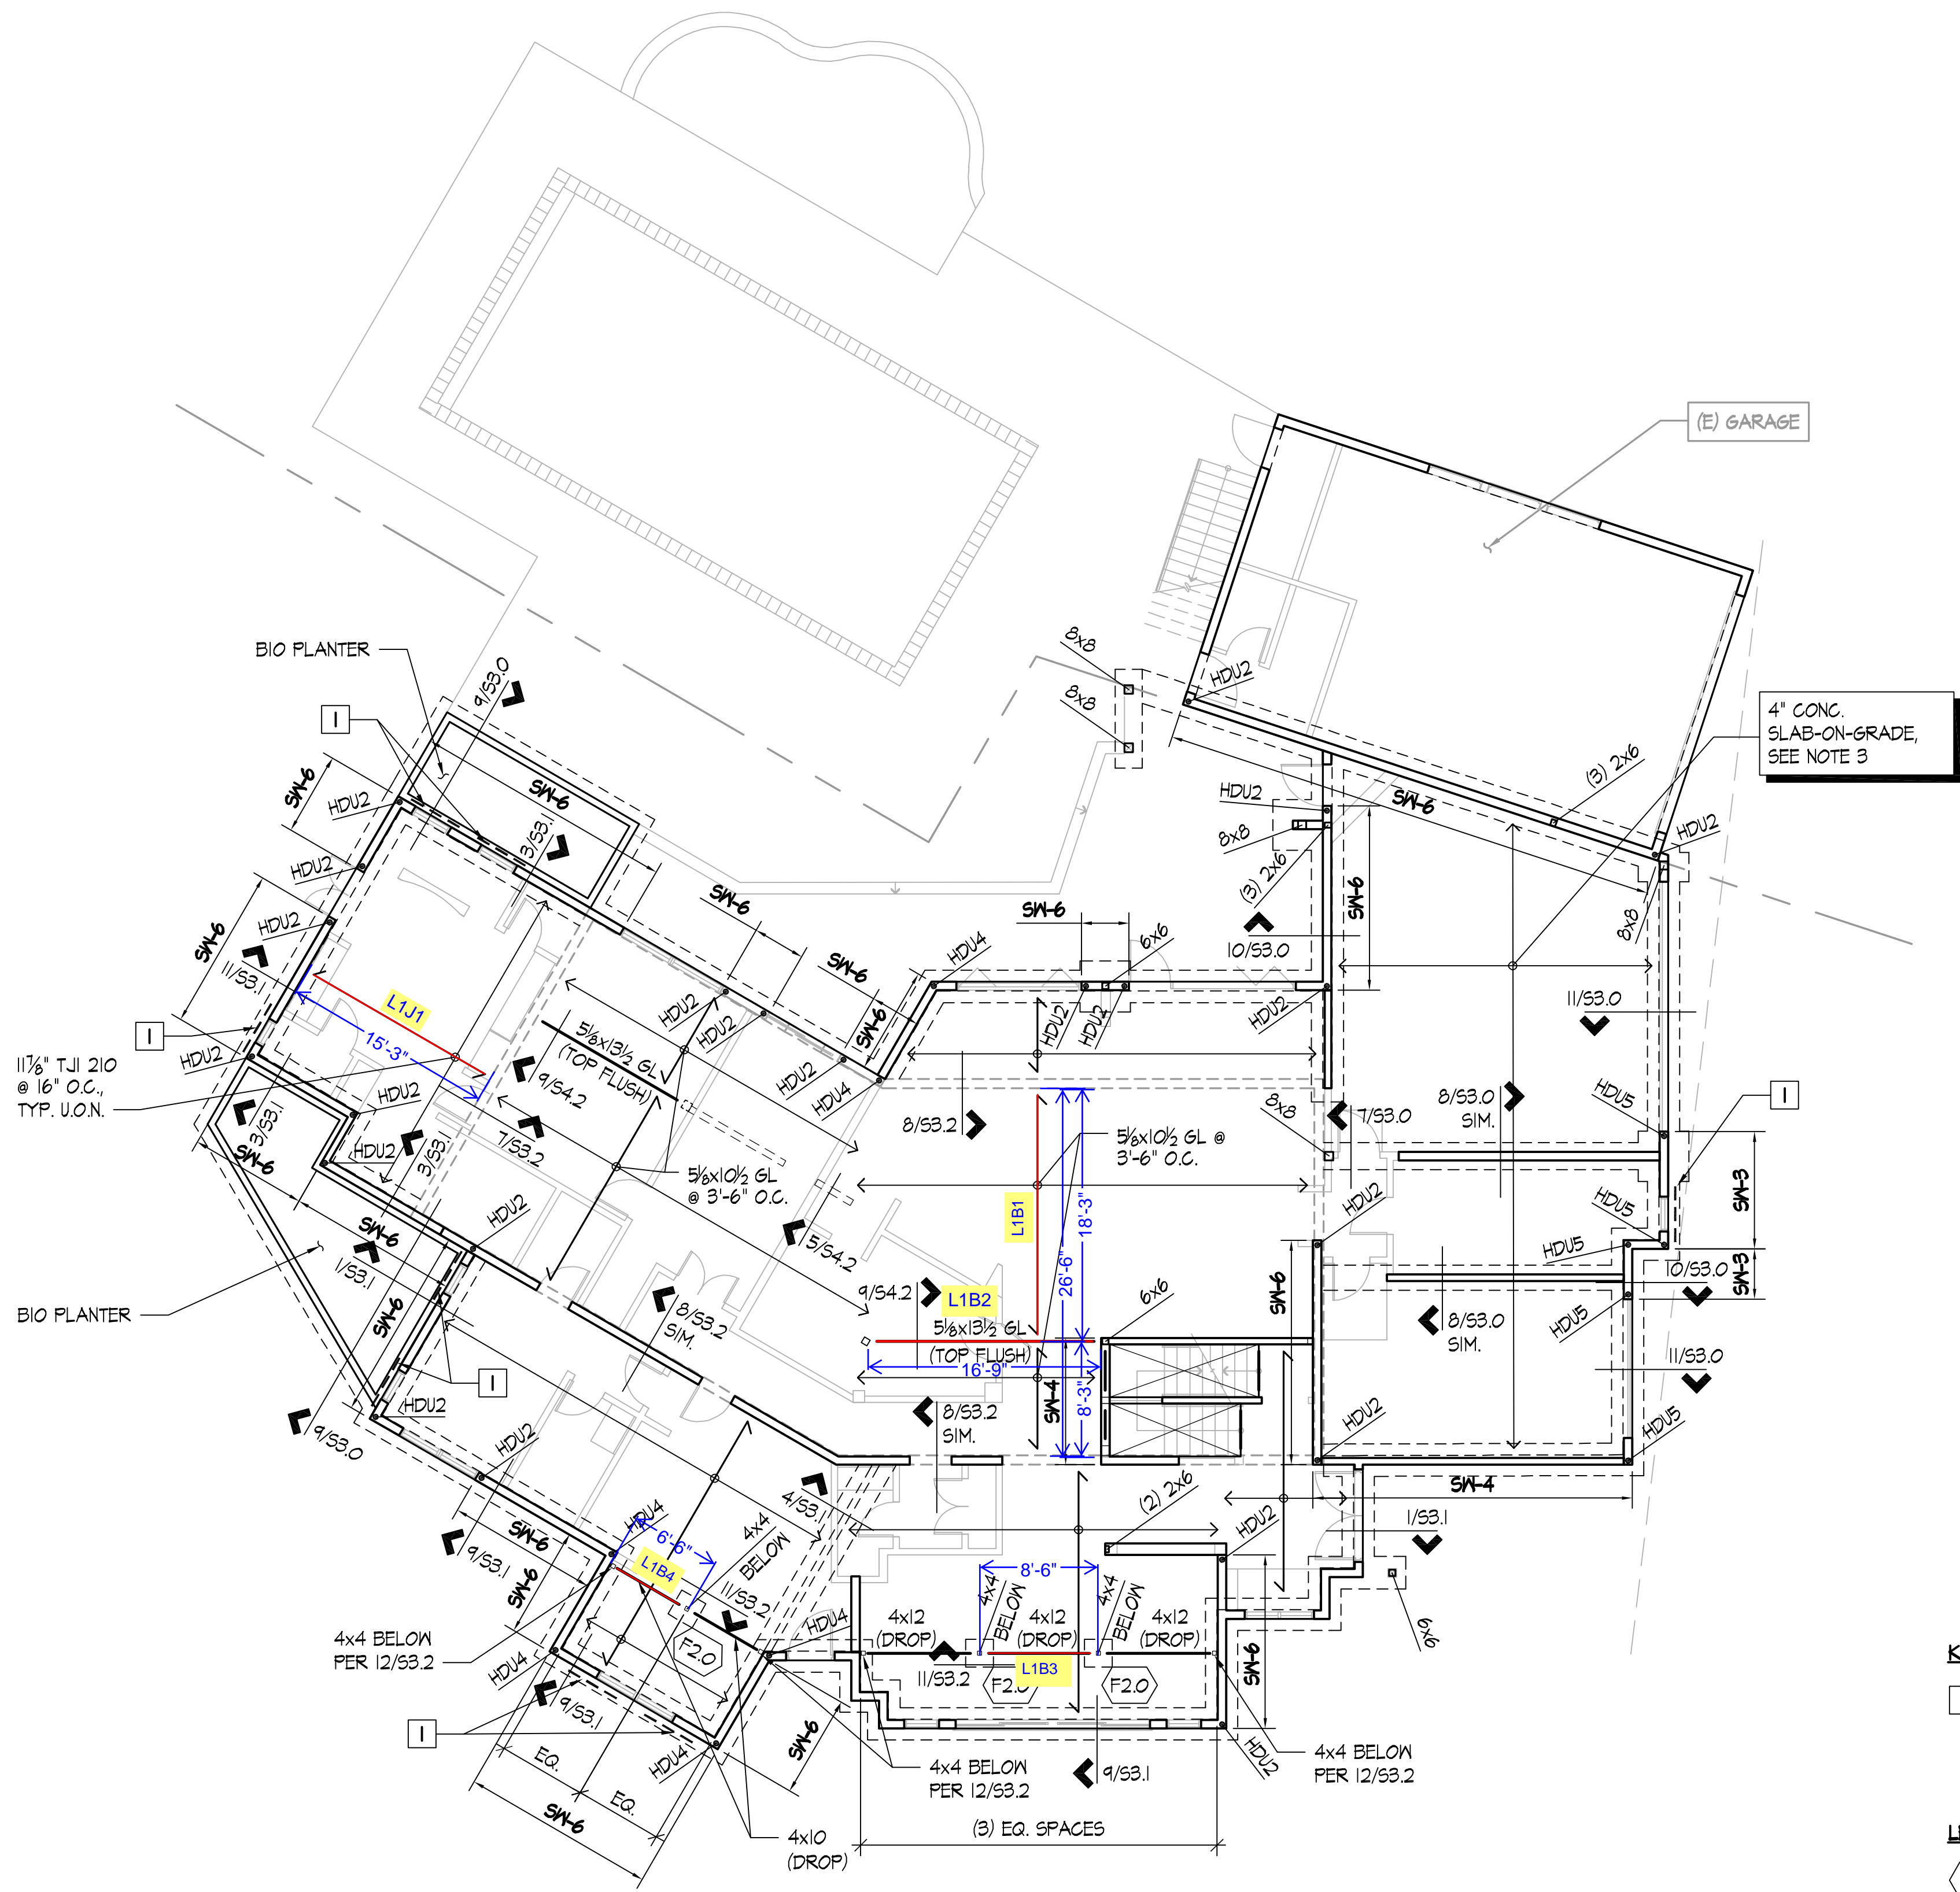 (E) GARAGE
BIO PLANTER
9/S3.0
1
8x8
8x8
HDU2
4" CONC.
SLAB-ON-GRADE,
SEE NOTE 3
(3) 2x6
SW-6
HDU2
SW-6
3/S3.
HDU2
8x8
SW-6
HDU2
(3) 2x6
SW-6
8x8
HDU2
SW-6
SW-6
HDU4
6x6
10/S3.0
SW-6
HDU2
11/S3.1
L1J1
15'-3"
SW-6
HDU2
HDU2
HDU2
HDU2
HDU2
11/S3.0
1
11⅞" TJI 210
@ 16" O.C.,
TYP. U.O.N.
HDU2
5⅛x13½ GL
(TOP FLUSH)
9/S4.2
SW-6
HDU2
HDU4
8/S3.2
5⅛x10½ GL @
3'-6" O.C.
8x8
7/S3.0
8/S3.0
SIM.
HDU5
1
3/S3.
HDU2
SW-6
HDU2
3/S3.
7/S3.2
5⅛x10½ GL
@ 3'-6" O.C.
5/S4.2
L1B1
18'-3"
26'-6"
HDU2
SW-3
HDU5
HDU5
SW-3
10/S3.0
SW-6
HDU2
1/S3.1
BIO PLANTER
SW-6
8/S3.2
SIM.
9/S4.2
L1B2
5⅛x13½ GL
(TOP FLUSH)
16'-9"
6x6
SW-6
8/S3.0
SIM.
HDU5
11/S3.0
1
HDU2
9/S3.0
HDU2
8/S3.2
SIM.
SW-4
8'-3"
HDU2
HDU5
SW-4
4/S3.
(2) 2x6
HDU2
1/S3.1
HDU4
6'-6"
L1B4
4x4
BELOW
9/S3.1
SW-6
SW-6
11/S3.2
8'-6"
4x4
BELOW
4x4
BELOW
4x12
(DROP)
4x12
(DROP)
4x12
(DROP)
HDU4
6x6
4x4 BELOW
PER 12/S3.2
HDU4
F2.0
11/S3.2
L1B3
F2.0
F2.0
SW-6
9/S3.1
1
HDU4
SW-6
4x4 BELOW
PER 12/S3.2
9/S3.1
HDU2
4x4 BELOW
PER 12/S3.2
EQ.
EQ.
SW-6
(3) EQ. SPACES
4x10
(DROP)